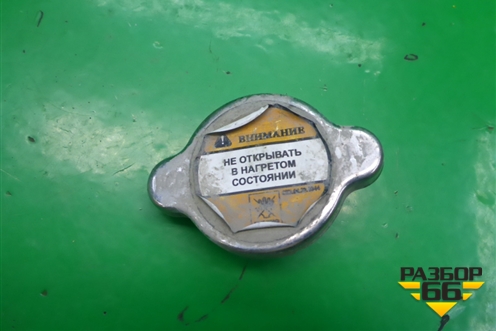 ВНИМАНИЕ
НЕ ОТКРЫВАТЬ
В НАГРЕТОМ
СОСТОЯНИИ
РАЗБОР
66